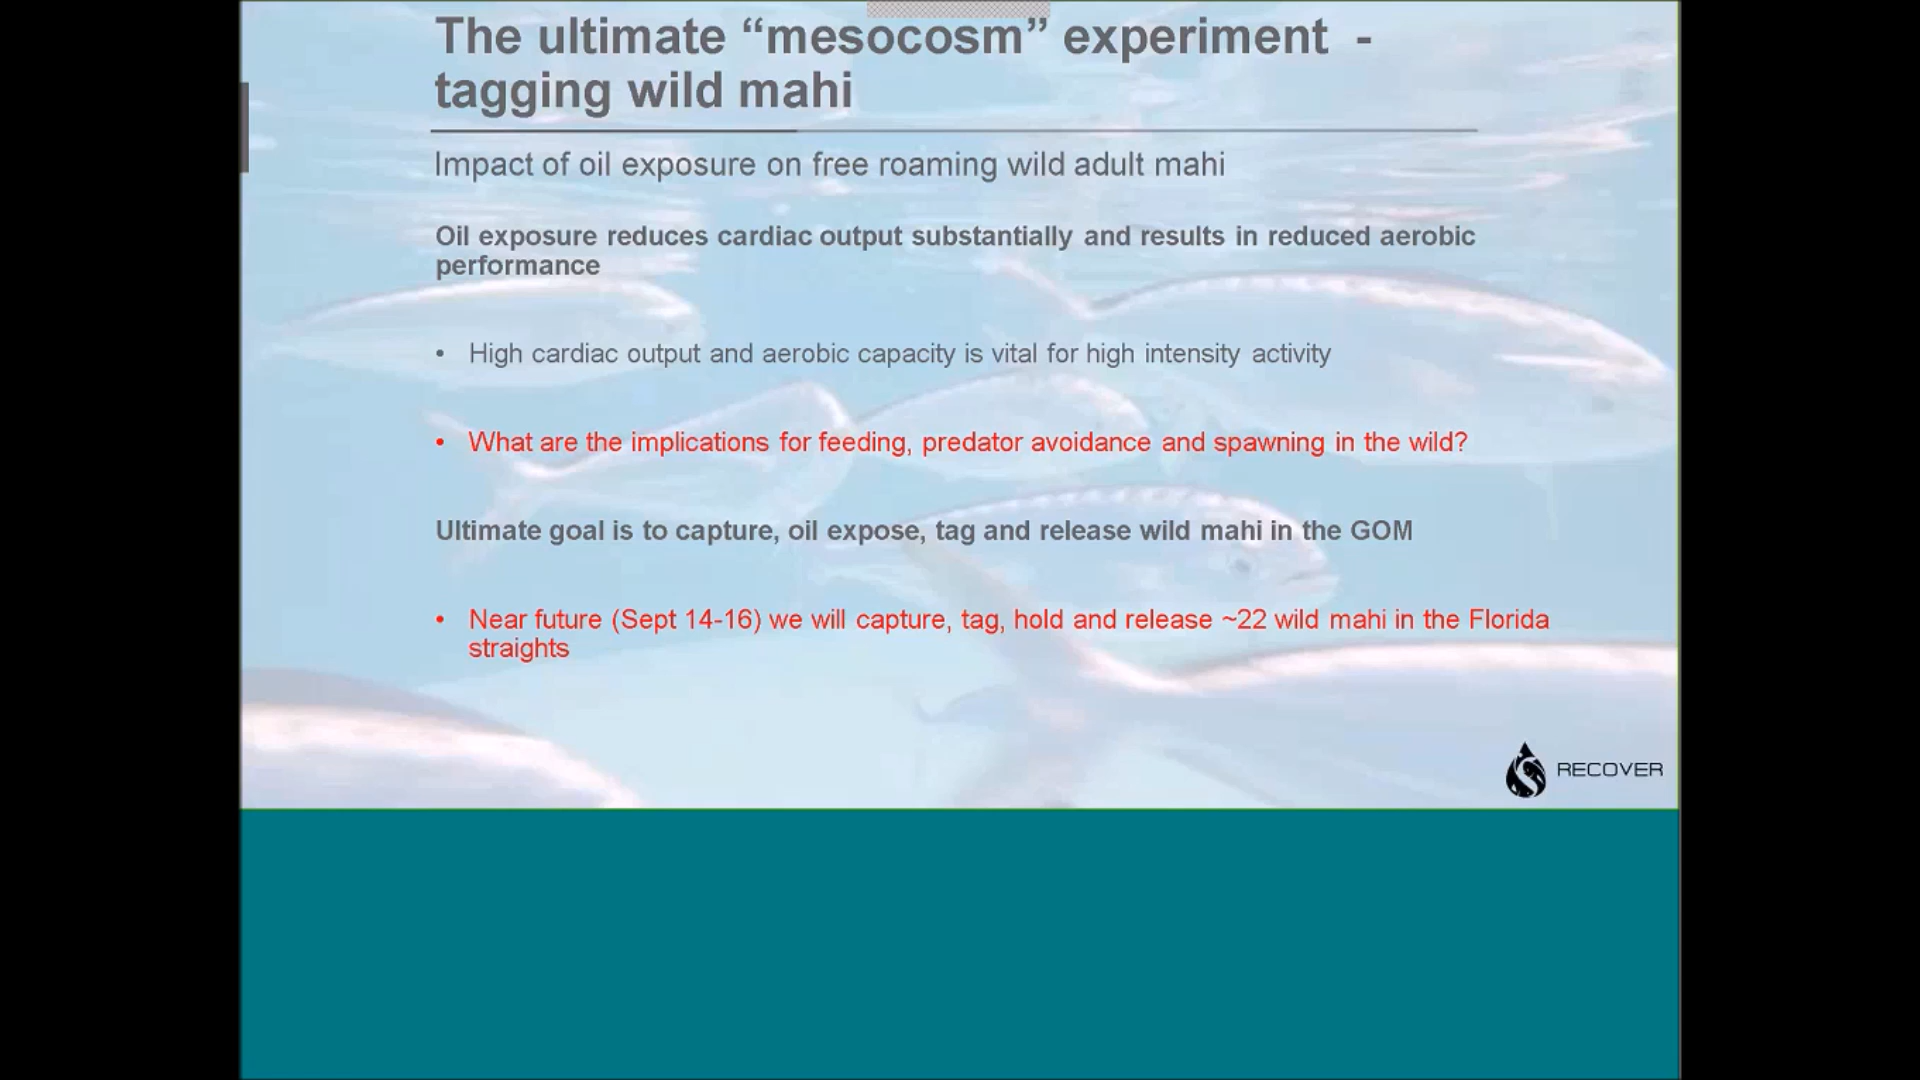 The ultimate “mesocosm” experiment -
tagging wild mahi
Impact of oil exposure on free roaming wild adult mahi
Oil exposure reduces cardiac output substantially and results in reduced aerobic
performance
• High cardiac output and aerobic capacity is vital for high intensity activity
• What are the implications for feeding, predator avoidance and spawning in the wild?
Ultimate goal is to capture, oil expose, tag and release wild mahi in the GOM
• Near future (Sept 14-16) we will capture, tag, hold and release ~22 wild mahi in the Florida
straights
RECOVER